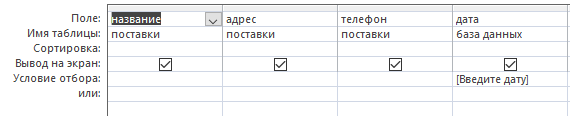 Поле: название адрес телефон дата
Имя таблицы: поставки поставки поставки база данных
Сортировка:
Вывод на экран:
Условие отбора: [Введите дату]
или: